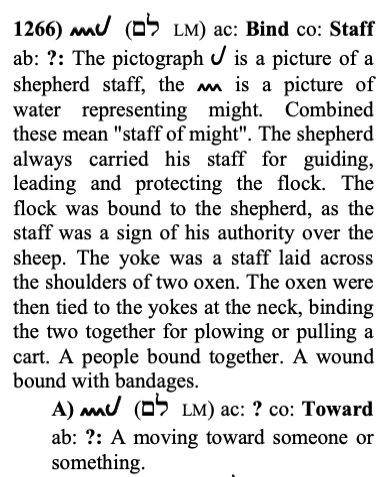 1266) 𐤌𐤋 (לם LM) ac: Bind co: Staff
ab: ?: The pictograph 𐤋 is a picture of a
shepherd staff, the 𐤌 is a picture of
water representing might. Combined
these mean "staff of might". The shepherd
always carried his staff for guiding,
leading and protecting the flock. The
flock was bound to the shepherd, as the
staff was a sign of his authority over the
sheep. The yoke was a staff laid across
the shoulders of two oxen. The oxen were
then tied to the yokes at the neck, binding
the two together for plowing or pulling a
cart. A people bound together. A wound
bound with bandages.
A) 𐤌𐤋 (לם LM) ac: ? co: Toward
ab: ?: A moving toward someone or
something.